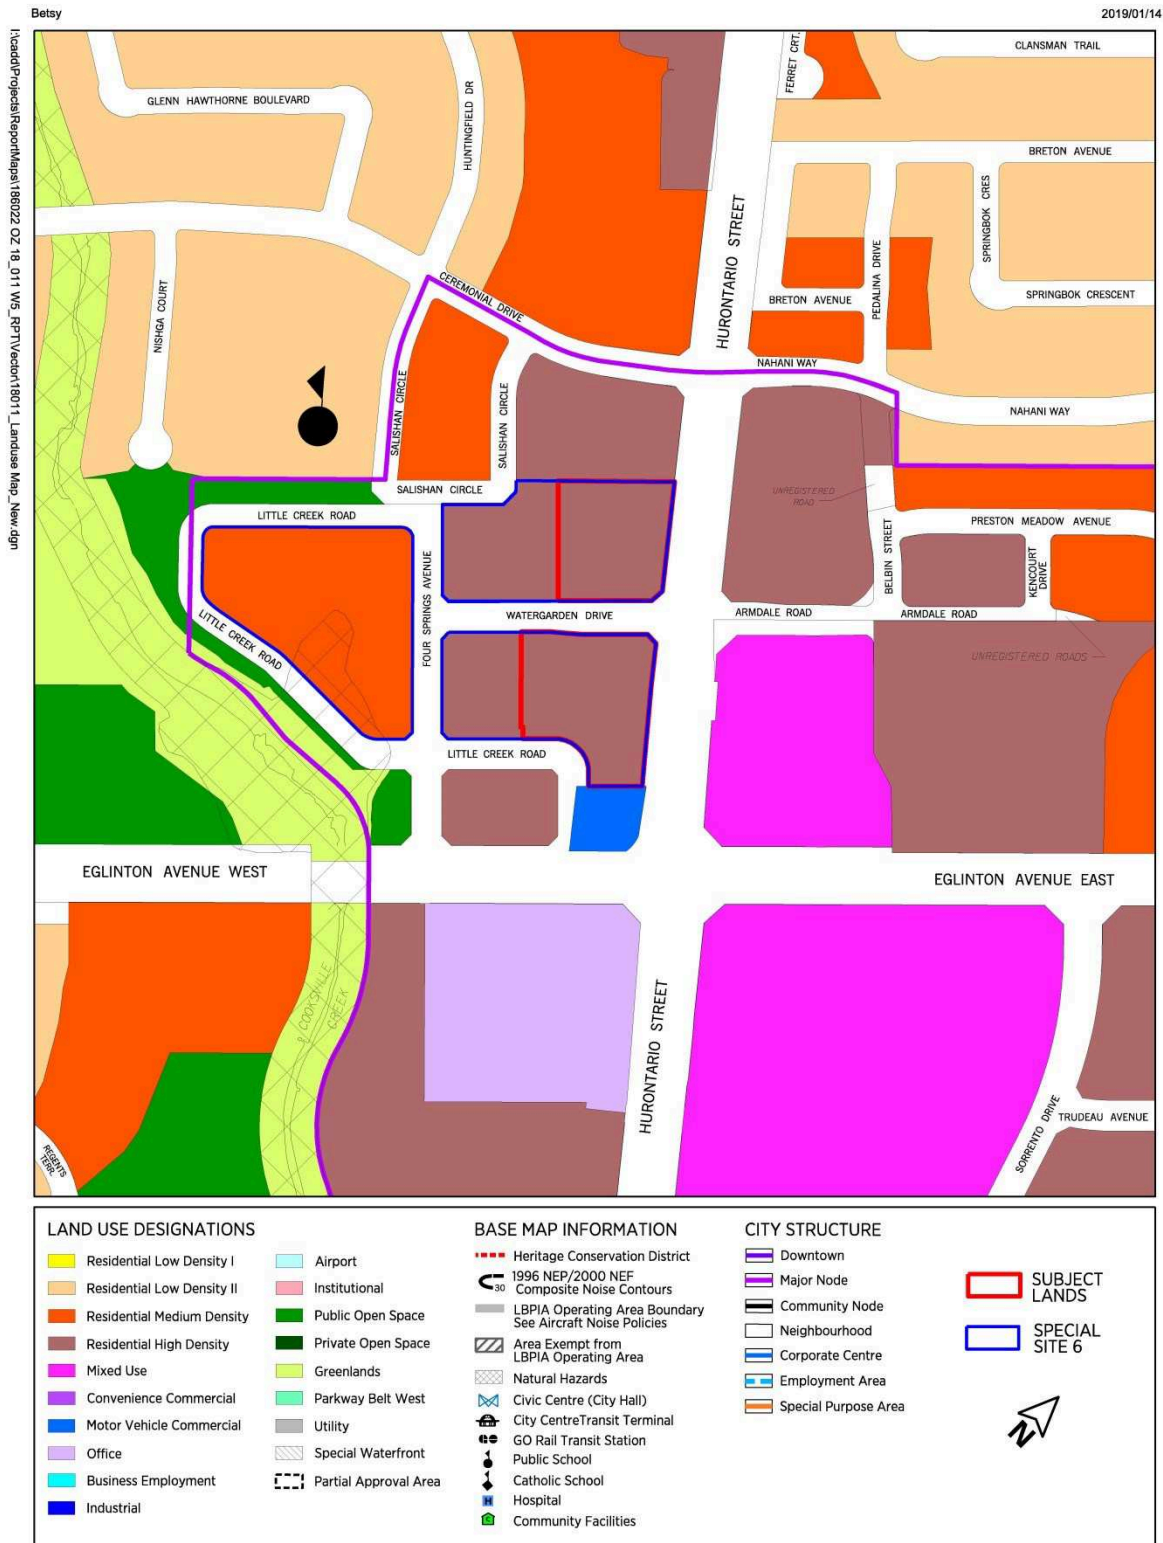 Betsy
2019/01/14
I:\cadd\Projects\ReportMaps\186022 OZ 18_011 W5_RPT\Vector\18011_Landuse Map_New.dgn
CLANSMAN TRAIL
GLENN HAWTHORNE BOULEVARD
HUNTINGFIELD DR
FERRET CRT.
BRETON AVENUE
SPRINGBOK CRES
HURONTARIO STREET
PEDALINA DRIVE
NISHGA COURT
CEREMONIAL DRIVE
BRETON AVENUE
SPRINGBOK CRESCENT
NAHANI WAY
SALISHAN CIRCLE
SALISHAN CIRCLE
NAHANI WAY
SALISHAN CIRCLE
UNREGISTERED
ROAD
LITTLE CREEK ROAD
PRESTON MEADOW AVENUE
FOUR SPRINGS AVENUE
BELBIN STREET
KENCOURT
DRIVE
WATERGARDEN DRIVE
ARMDALE ROAD
ARMDALE ROAD
LITTLE CREEK ROAD
UNREGISTERED ROADS
LITTLE CREEK ROAD
EGLINTON AVENUE WEST
EGLINTON AVENUE EAST
COOKSVILLE
CREEK
HURONTARIO STREET
SORRENTO DRIVE
TRUDEAU AVENUE
REGENTS
TERR.
LAND USE DESIGNATIONS
Residential Low Density I
Residential Low Density II
Residential Medium Density
Residential High Density
Mixed Use
Convenience Commercial
Motor Vehicle Commercial
Office
Business Employment
Industrial
Airport
Institutional
Public Open Space
Private Open Space
Greenlands
Parkway Belt West
Utility
Special Waterfront
Partial Approval Area
BASE MAP INFORMATION
Heritage Conservation District
30
1996 NEP/2000 NEF
Composite Noise Contours
LBPIA Operating Area Boundary
See Aircraft Noise Policies
Area Exempt from
LBPIA Operating Area
Natural Hazards
Civic Centre (City Hall)
City CentreTransit Terminal
GO Rail Transit Station
Public School
Catholic School
H
Hospital
C
Community Facilities
CITY STRUCTURE
Downtown
Major Node
Community Node
Neighbourhood
Corporate Centre
Employment Area
Special Purpose Area
SUBJECT
LANDS
SPECIAL
SITE 6
N